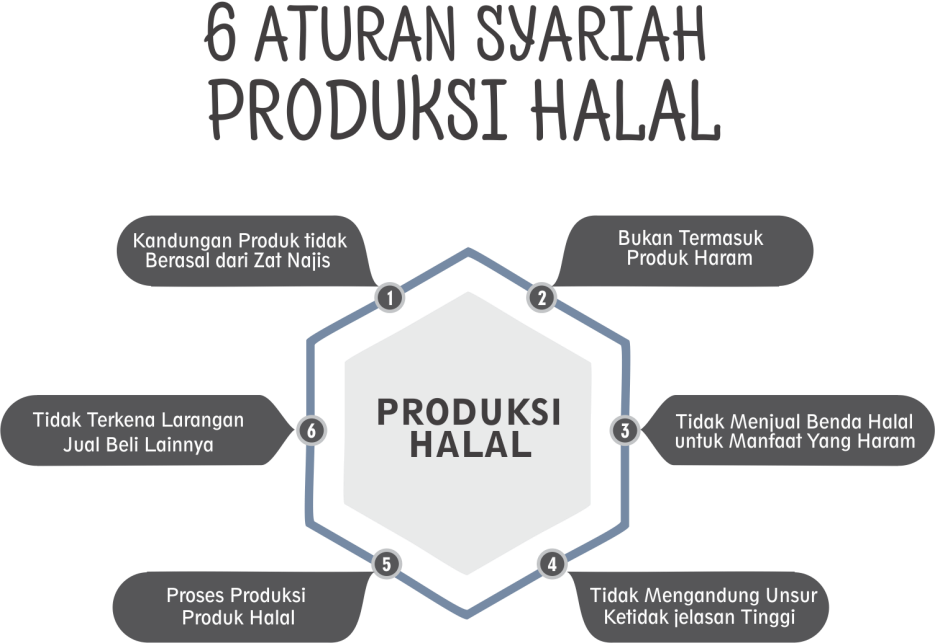 6 ATURAN SYARIAH
PRODUKSI HALAL
1
Kandungan Produk tidak
Berasal dari Zat Najis
2
Bukan Termasuk
Produk Haram
3
Tidak Menjual Benda Halal
untuk Manfaat Yang Haram
4
Tidak Mengandung Unsur
Ketidak jelasan Tinggi
5
Proses Produksi
Produk Halal
6
Tidak Terkena Larangan
Jual Beli Lainnya
PRODUKSI
HALAL